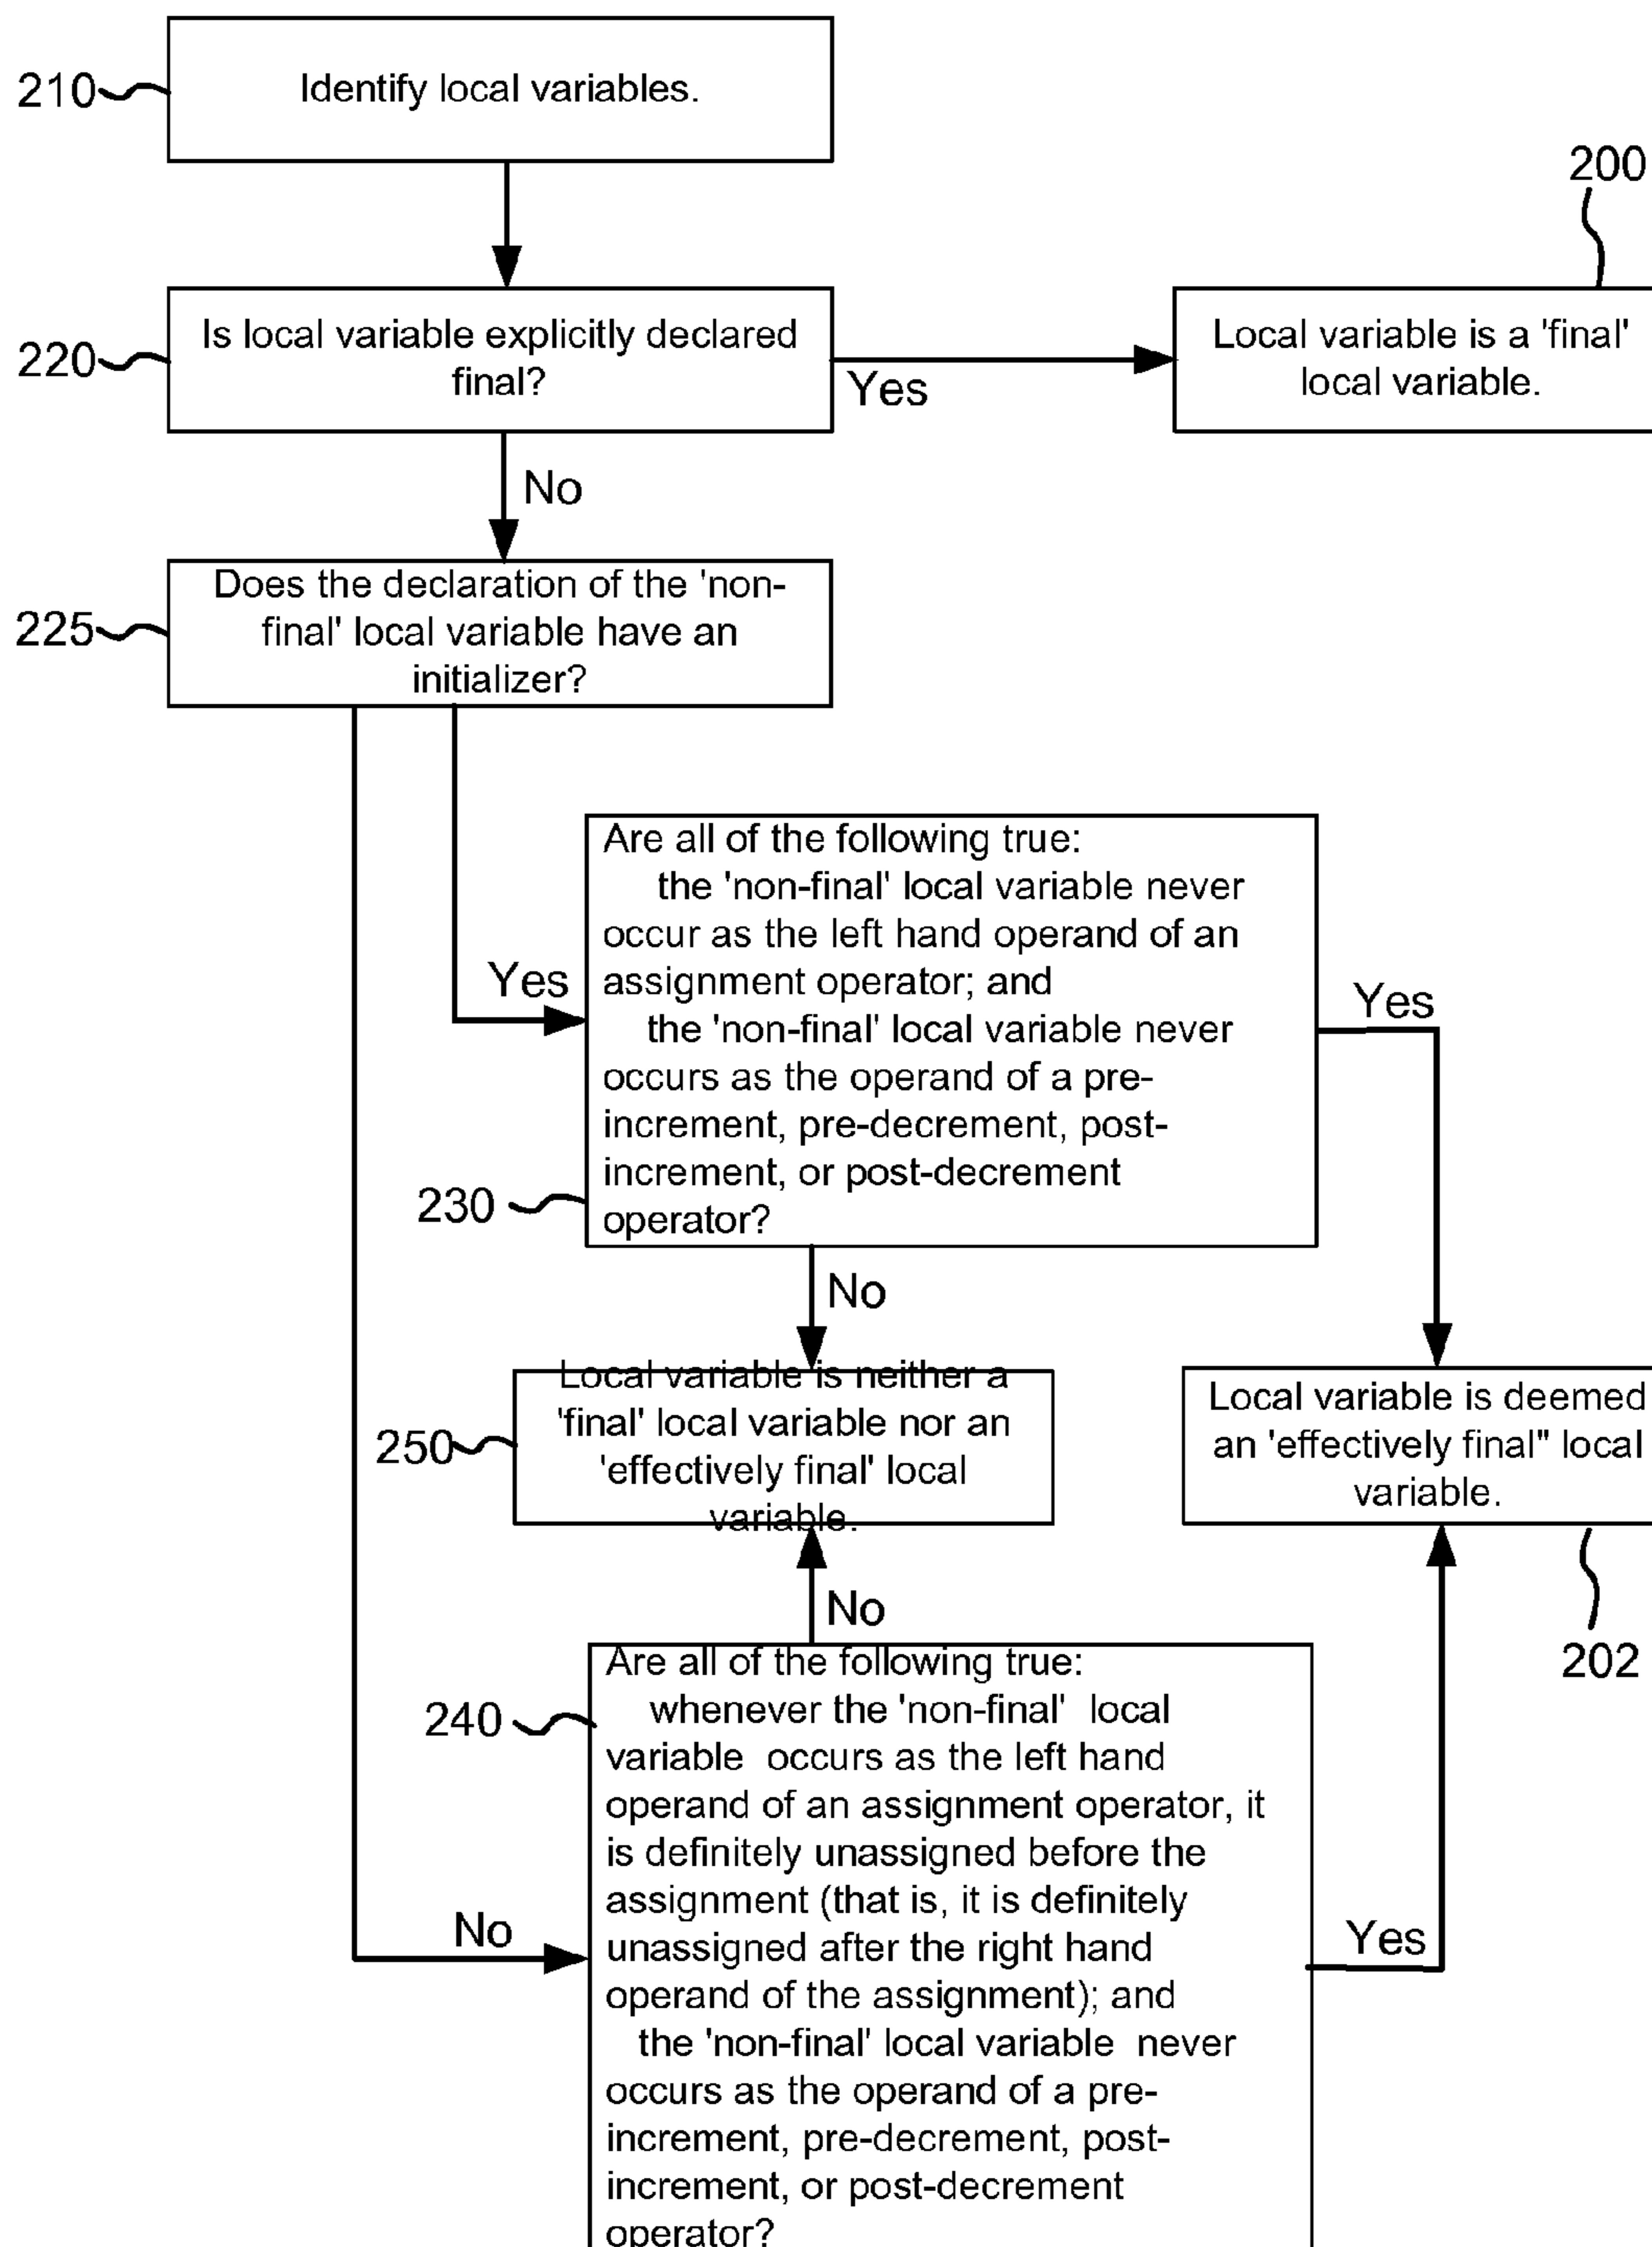 210
Identify local variables.
200
220
Is local variable explicitly declared
final?
Yes
Local variable is a 'final'
local variable.
No
225
Does the declaration of the 'non-
final' local variable have an
initializer?
Yes
Are all of the following true:
the 'non-final' local variable never
occur as the left hand operand of an
assignment operator; and
the 'non-final' local variable never
occurs as the operand of a pre-
increment, pre-decrement, post-
increment, or post-decrement
operator?
230
Yes
No
250
Local variable is neither a
'final' local variable nor an
'effectively final' local
variable.
Local variable is deemed
an 'effectively final" local
variable.
202
No
240
Are all of the following true:
whenever the 'non-final' local
variable occurs as the left hand
operand of an assignment operator, it
is definitely unassigned before the
assignment (that is, it is definitely
unassigned after the right hand
operand of the assignment); and
the 'non-final' local variable never
occurs as the operand of a pre-
increment, pre-decrement, post-
increment, or post-decrement
operator?
No
Yes